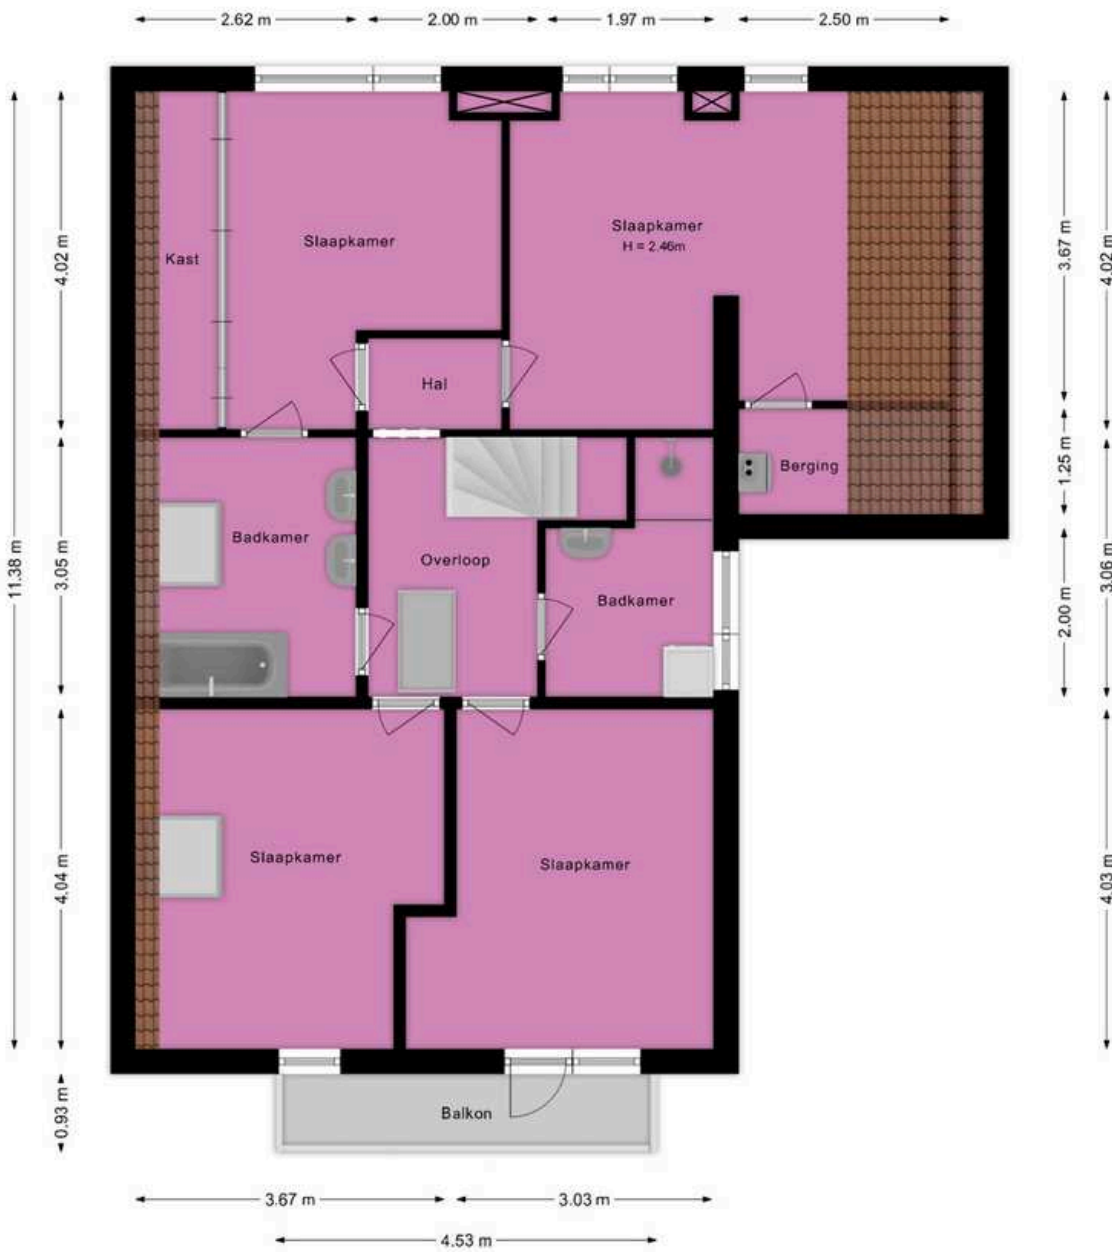 2.62 m
2.00 m
1.97 m
2.50 m
Slaapkamer
H = 2.46m
Slaapkamer
Kast
4.02 m
3.67 m
4.02 m
Hal
Berging
1.25 m
Badkamer
Overloop
Badkamer
11.38 m
3.05 m
2.00 m
3.06 m
Slaapkamer
Slaapkamer
4.04 m
4.03 m
0.93 m
Balkon
3.67 m
3.03 m
4.53 m